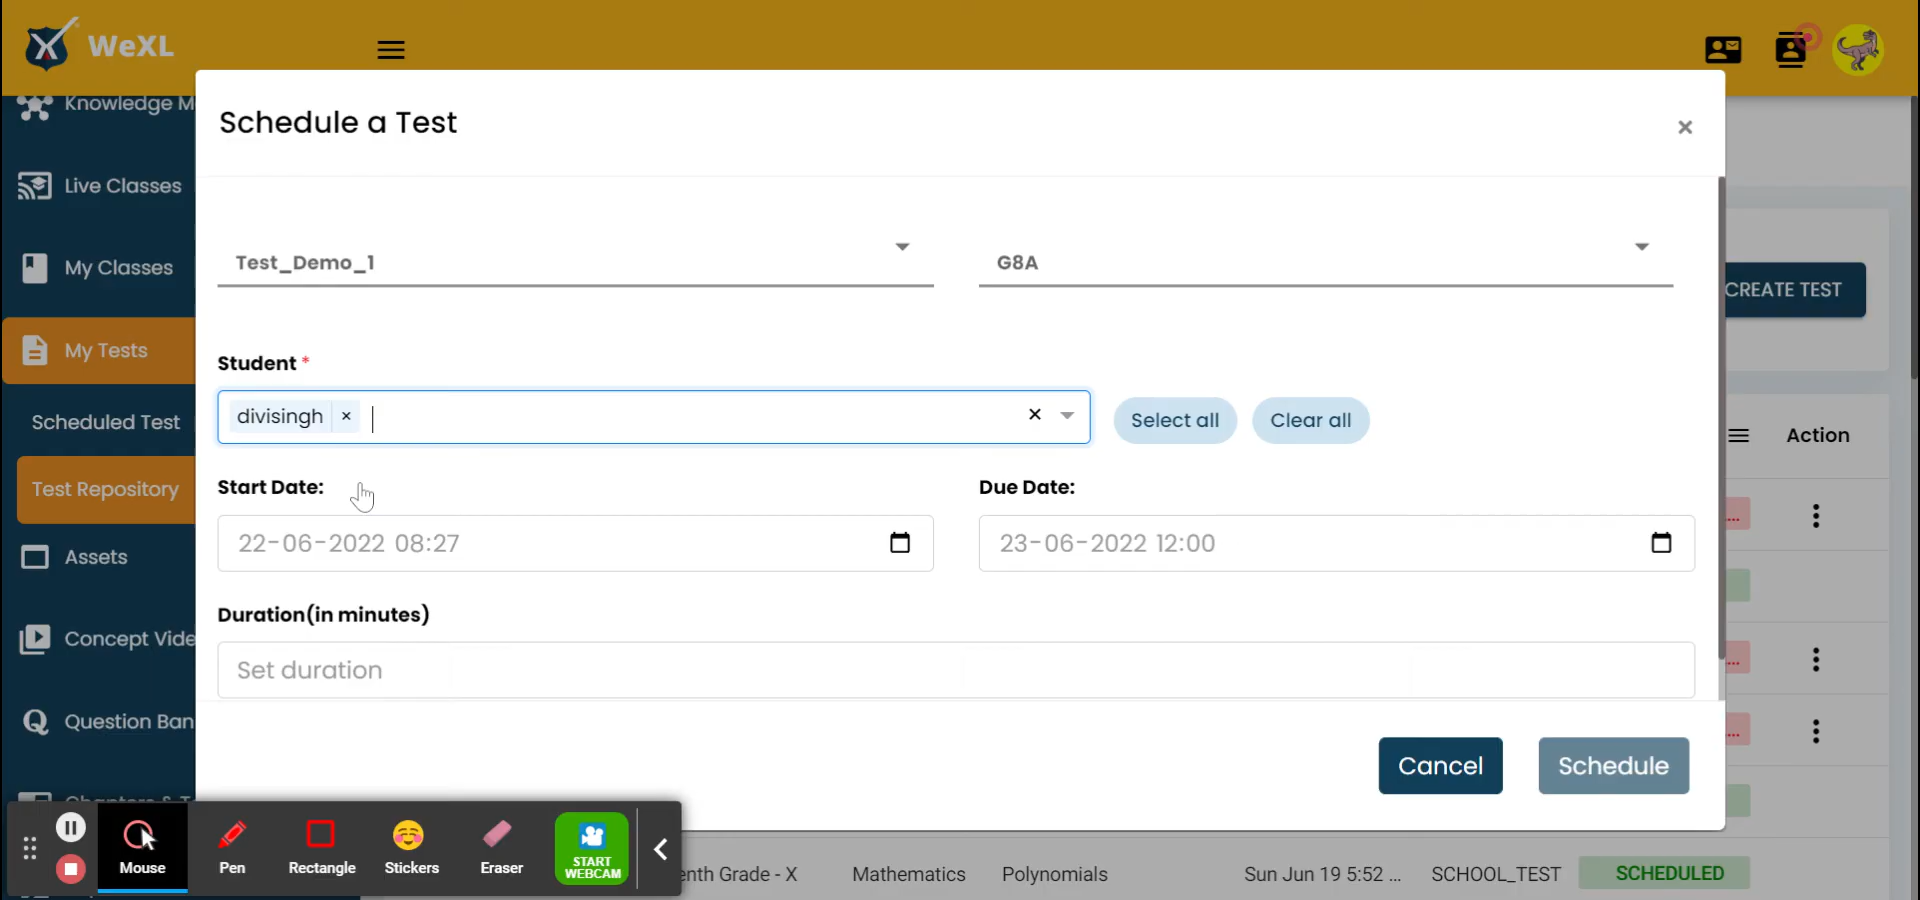 WeXL
Knowledge M
Live Classes
My Classes
My Tests
Scheduled Test
Test Repository
Assets
Concept Vide
Question Ban
Schedule a Test
×
Test_Demo_1
G8A
CREATE TEST
Student *
divisingh ×
Select all
Clear all
Action
Start Date:
Due Date:
22-06-2022 08:27
23-06-2022 12:00
Duration(in minutes)
Set duration
Cancel
Schedule
Mouse
Pen
Rectangle
Stickers
Eraser
START
WEBCAM
enth Grade - X
Mathematics
Polynomials
Sun Jun 19 5:52 ...
SCHOOL_TEST
SCHEDULED